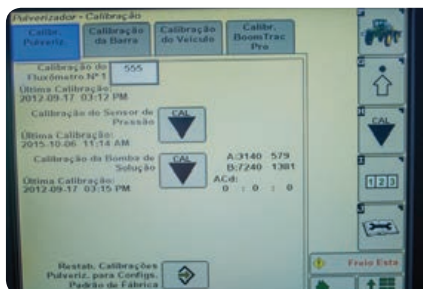 Pulverizador - Calibração
Calibr. Pulveriz.
Calibração da Barra
Calibração do Veículo
Calibr. BoomTrac Pro
Calibração do
Fluxômetro Nº 1
555
Última Calibração:
2012-09-17 03:12 PM
Calibração do Sensor de
Pressão
CAL
Última Calibração:
2015-10-06 11:14 AM
Calibração da Bomba de
Solução
CAL
A:3140 579
B:7240 1381
ACd:
0 : 0 : 0
Última Calibração:
2012-09-17 03:15 PM
Restab. Calibrações
Pulveriz. para Configs.
Padrão de Fábrica
CAL
1 2 3
Freio Esta